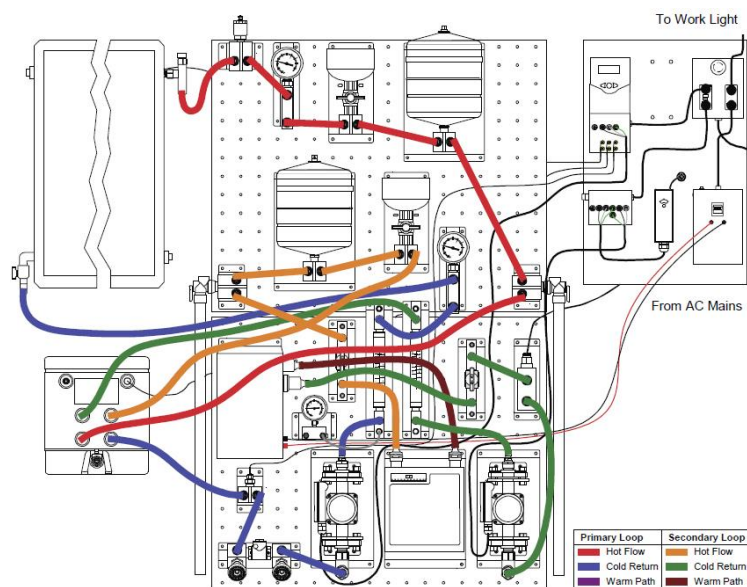 To Work Light
From AC Mains
Primary Loop Secondary Loop
Hot Flow Hot Flow
Cold Return Cold Return
Warm Path Warm Path